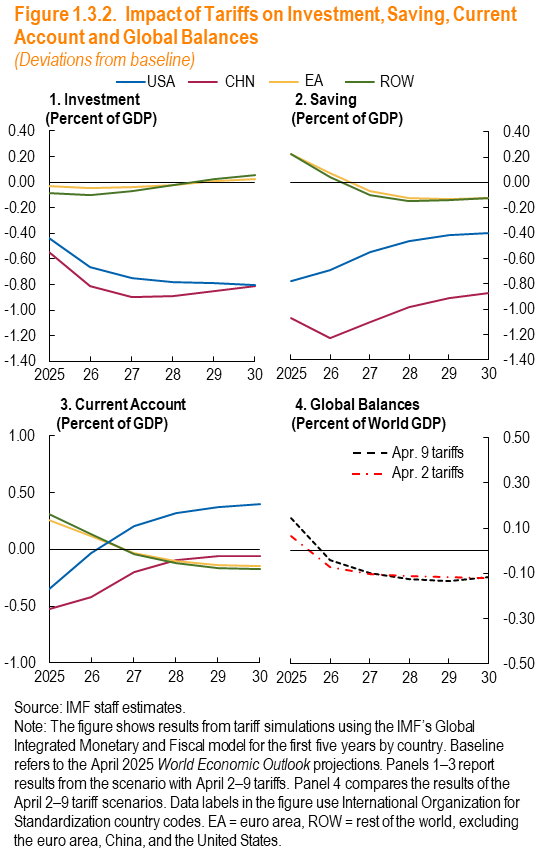 Figure 1.3.2. Impact of Tariffs on Investment, Saving, Current
Account and Global Balances
(Deviations from baseline)
USA CHN EA ROW
1. Investment
(Percent of GDP)
0.40
0.20
0.00
-0.20
-0.40
-0.60
-0.80
-1.00
-1.20
-1.40
2025 26 27 28 29 30
2. Saving
(Percent of GDP)
0.40
0.20
0.00
-0.20
-0.40
-0.60
-0.80
-1.00
-1.20
-1.40
2025 26 27 28 29 30
3. Current Account
(Percent of GDP)
1.00
0.50
0.00
-0.50
-1.00
2025 26 27 28 29 30
4. Global Balances
(Percent of World GDP)
Apr. 9 tariffs
Apr. 2 tariffs
0.50
0.30
0.10
-0.10
-0.30
-0.50
2025 26 27 28 29 30
Source: IMF staff estimates.
Note: The figure shows results from tariff simulations using the IMF's Global
Integrated Monetary and Fiscal model for the first five years by country. Baseline
refers to the April 2025 World Economic Outlook projections. Panels 1–3 report
results from the scenario with April 2–9 tariffs. Panel 4 compares the results of the
April 2–9 tariff scenarios. Data labels in the figure use International Organization for
Standardization country codes. EA = euro area, ROW = rest of the world, excluding
the euro area, China, and the United States.